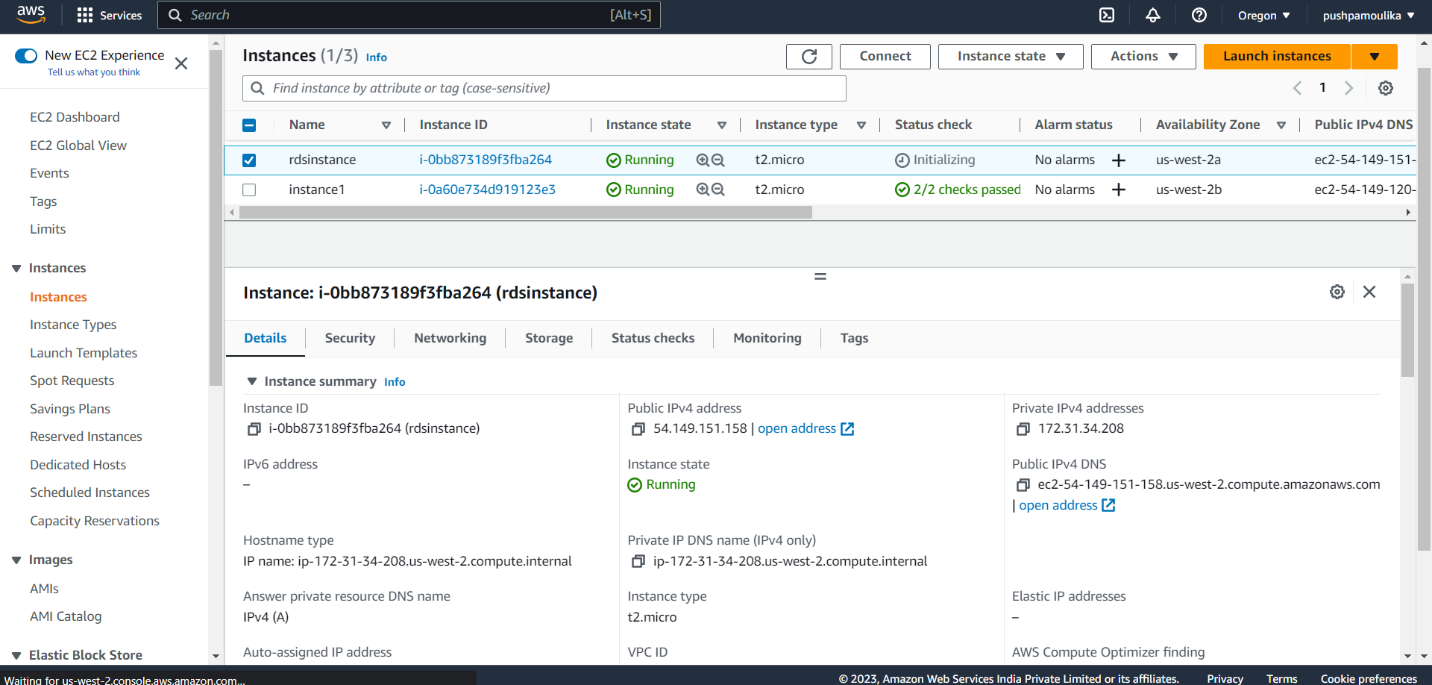 aws Services Search [Alt+S] Oregon pushpamoulika
New EC2 Experience
Tell us what you think
EC2 Dashboard
EC2 Global View
Events
Tags
Limits
Instances
Instances
Instance Types
Launch Templates
Spot Requests
Savings Plans
Reserved Instances
Dedicated Hosts
Scheduled Instances
Capacity Reservations
Images
AMIs
AMI Catalog
Elastic Block Store
Instances (1/3) Info Connect Instance state Actions Launch instances
Find instance by attribute or tag (case-sensitive) 1
Name Instance ID Instance state Instance type Status check Alarm status Availability Zone Public IPv4 DNS
rdsinstance i-0bb873189f3fba264 Running t2.micro Initializing No alarms + us-west-2a ec2-54-149-151-
instance1 i-0a60e734d919123e3 Running t2.micro 2/2 checks passed No alarms + us-west-2b ec2-54-149-120-
Instance: i-0bb873189f3fba264 (rdsinstance)
Details Security Networking Storage Status checks Monitoring Tags
Instance summary Info
Instance ID
i-0bb873189f3fba264 (rdsinstance)
Public IPv4 address
54.149.151.158 | open address
Private IPv4 addresses
172.31.34.208
IPv6 address
–
Instance state
Running
Public IPv4 DNS
ec2-54-149-151-158.us-west-2.compute.amazonaws.com
| open address
Hostname type
IP name: ip-172-31-34-208.us-west-2.compute.internal
Private IP DNS name (IPv4 only)
ip-172-31-34-208.us-west-2.compute.internal
Answer private resource DNS name
IPv4 (A)
Instance type
t2.micro
Elastic IP addresses
–
Auto-assigned IP address
VPC ID
AWS Compute Optimizer finding
Waiting for us-west-2.console.aws.amazon.com...
© 2023, Amazon Web Services India Private Limited or its affiliates. Privacy Terms Cookie preferences